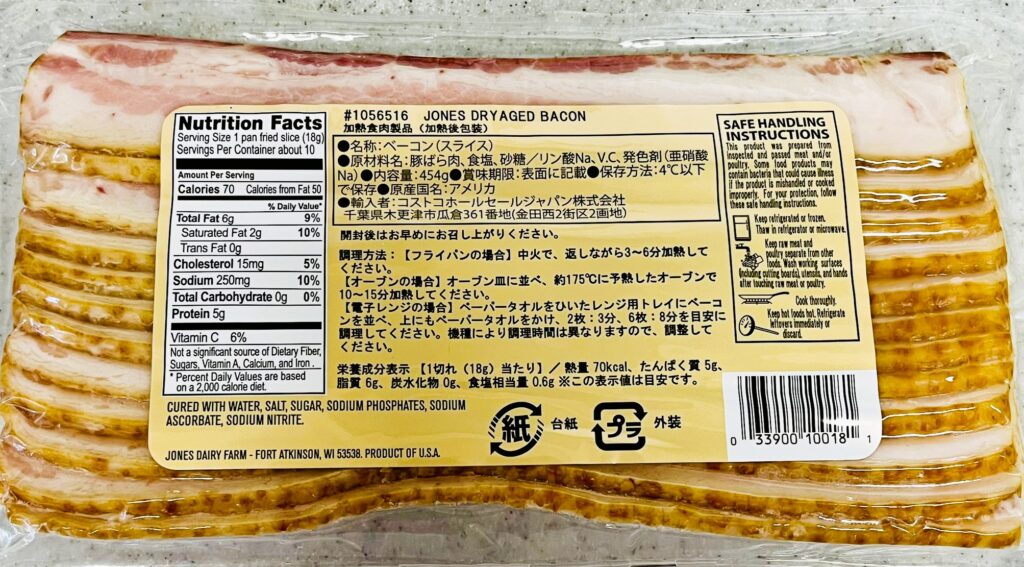 Nutrition Facts
Serving Size 1 pan fried slice (18g)
Servings Per Container about 10
Amount Per Serving
Calories 70 Calories from Fat 50
% Daily Value*
Total Fat 6g 9%
Saturated Fat 2g 10%
Trans Fat 0g
Cholesterol 15mg 5%
Sodium 250mg 10%
Total Carbohydrate 0g 0%
Protein 5g
Vitamin C 6%
Not a significant source of Dietary Fiber,
Sugars, Vitamin A, Calcium, and Iron.
* Percent Daily Values are based
on a 2,000 calorie diet.
CURED WITH WATER, SALT, SUGAR, SODIUM PHOSPHATES, SODIUM
ASCORBATE, SODIUM NITRITE.
JONES DAIRY FARM - FORT ATKINSON, WI 53538. PRODUCT OF U.S.A.
#1056516 JONES DRYAGED BACON
加熱食肉製品(加熱後包装)
●名称:ベーコン(スライス)
●原材料名:豚ばら肉、食塩、砂糖/リン酸Na、V.C、発色剤(亜硝酸
Na)●内容量:454g●賞味期限:表面に記載●保存方法:4℃以下
で保存●原産国名:アメリカ
●輸入者:コストコホールセールジャパン株式会社
千葉県木更津市瓜倉361番地(金田西2街区2画地)
開封後はお早めにお召し上がりください。
調理方法:【フライパンの場合】中火で、返しながら3~6分加熱して
ください。
【オーブンの場合】オーブン皿に並べ、約175℃に予熱したオーブンで
10~15分加熱してください。
【電子レンジの場合】ペーパータオルをひいたレンジ用トレイにベーコ
ンを並べ、上にもペーパータオルをかけ、2枚:3分、6枚:8分を目安に
調理してください。機種により調理時間は異なりますので、調整して
ください。
栄養成分表示【1切れ(18g)当たり】/熱量 70kcal、たんぱく質 5g、
脂質 6g、炭水化物 0g、食塩相当量 0.6g ※この表示値は目安です。
紙 台紙 プラ 外装
SAFE HANDLING
INSTRUCTIONS
This product was prepared from
inspected and passed meat and/or
poultry. Some food products may
contain bacteria that could cause illness
if the product is mishandled or cooked
improperly. For your protection, follow
these safe handling instructions.
Keep refrigerated or frozen.
Thaw in refrigerator or microwave.
Keep raw meat and
poultry separate from other
foods. Wash working surfaces
(including cutting boards), utensils, and hands
after touching raw meat or poultry.
Cook thoroughly.
Keep hot foods hot. Refrigerate
leftovers immediately or
discard.
0 33900 10018 1